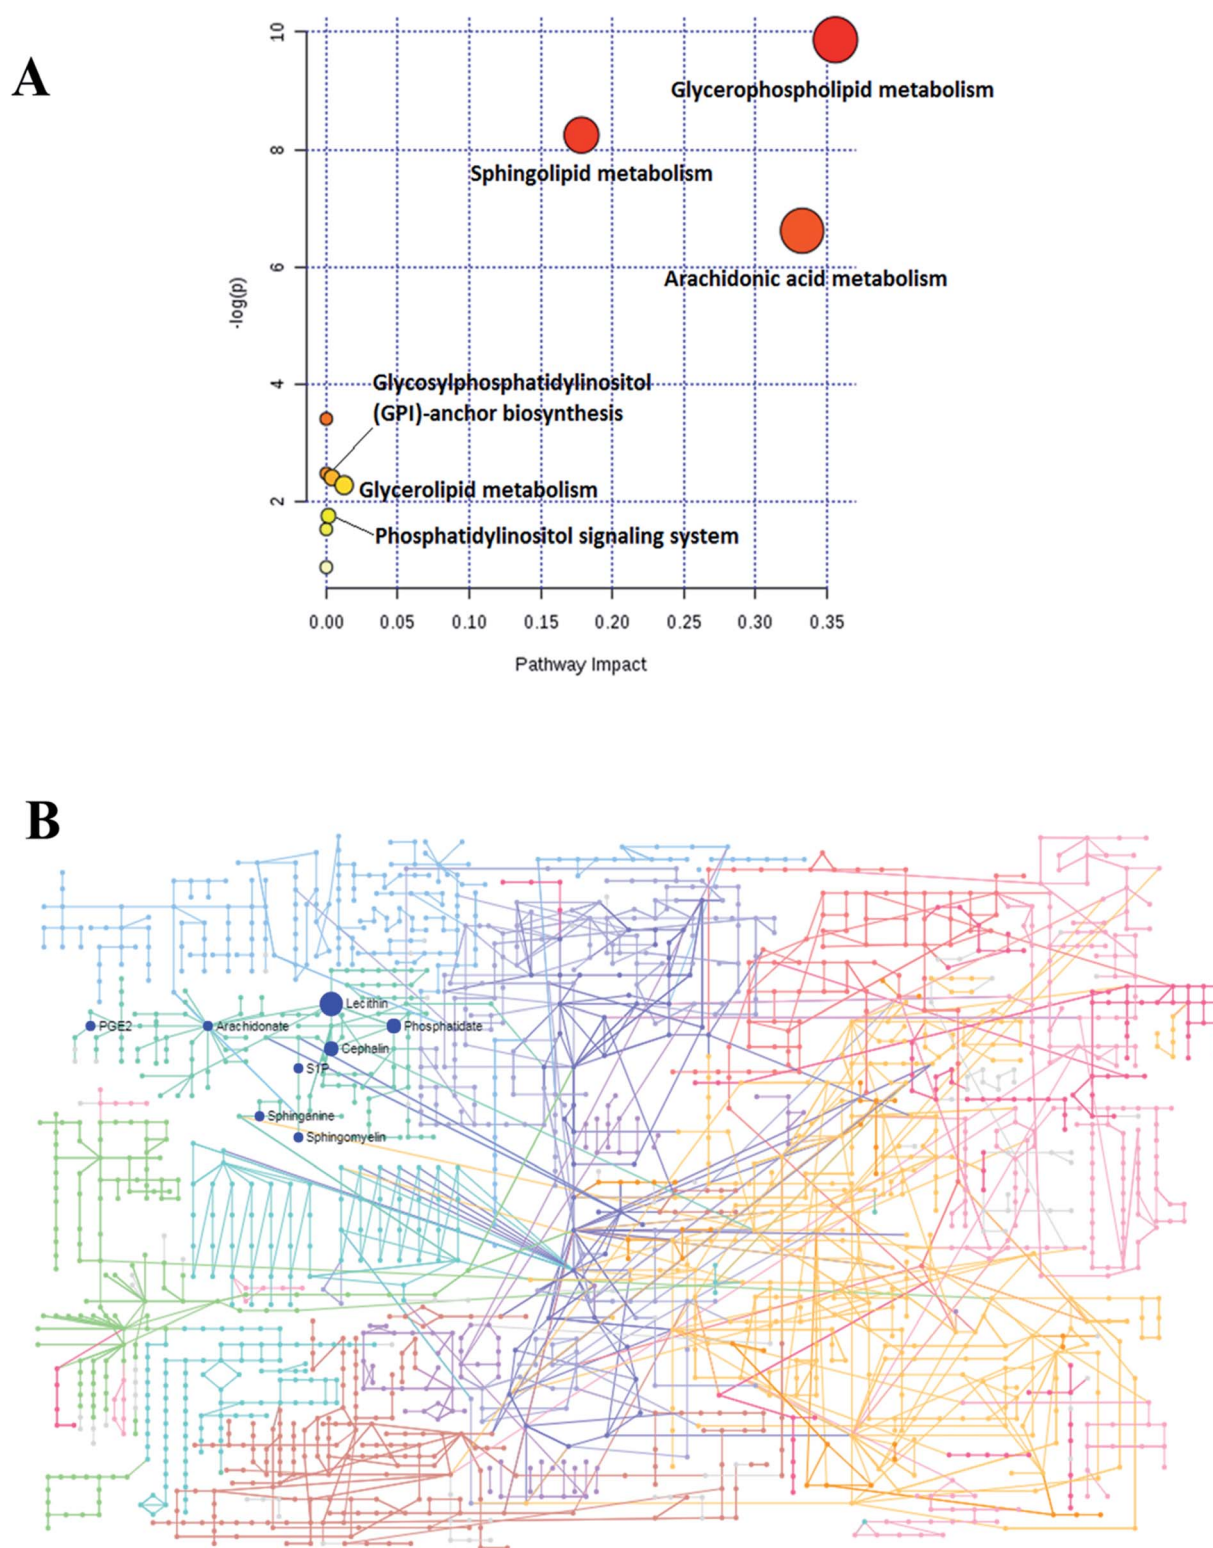 A
10
Glycerophospholipid metabolism
8
Sphingolipid metabolism
6
Arachidonic acid metabolism
-log(p)
4
Glycosylphosphatidylinositol
(GPI)-anchor biosynthesis
Glycerolipid metabolism
2
Phosphatidylinositol signaling system
0.00 0.05 0.10 0.15 0.20 0.25 0.30 0.35
Pathway Impact
B
Lecithin
PGE2
Arachidonate
Phosphatidate
Cephalin
S1P
Sphinganine
Sphingomyelin